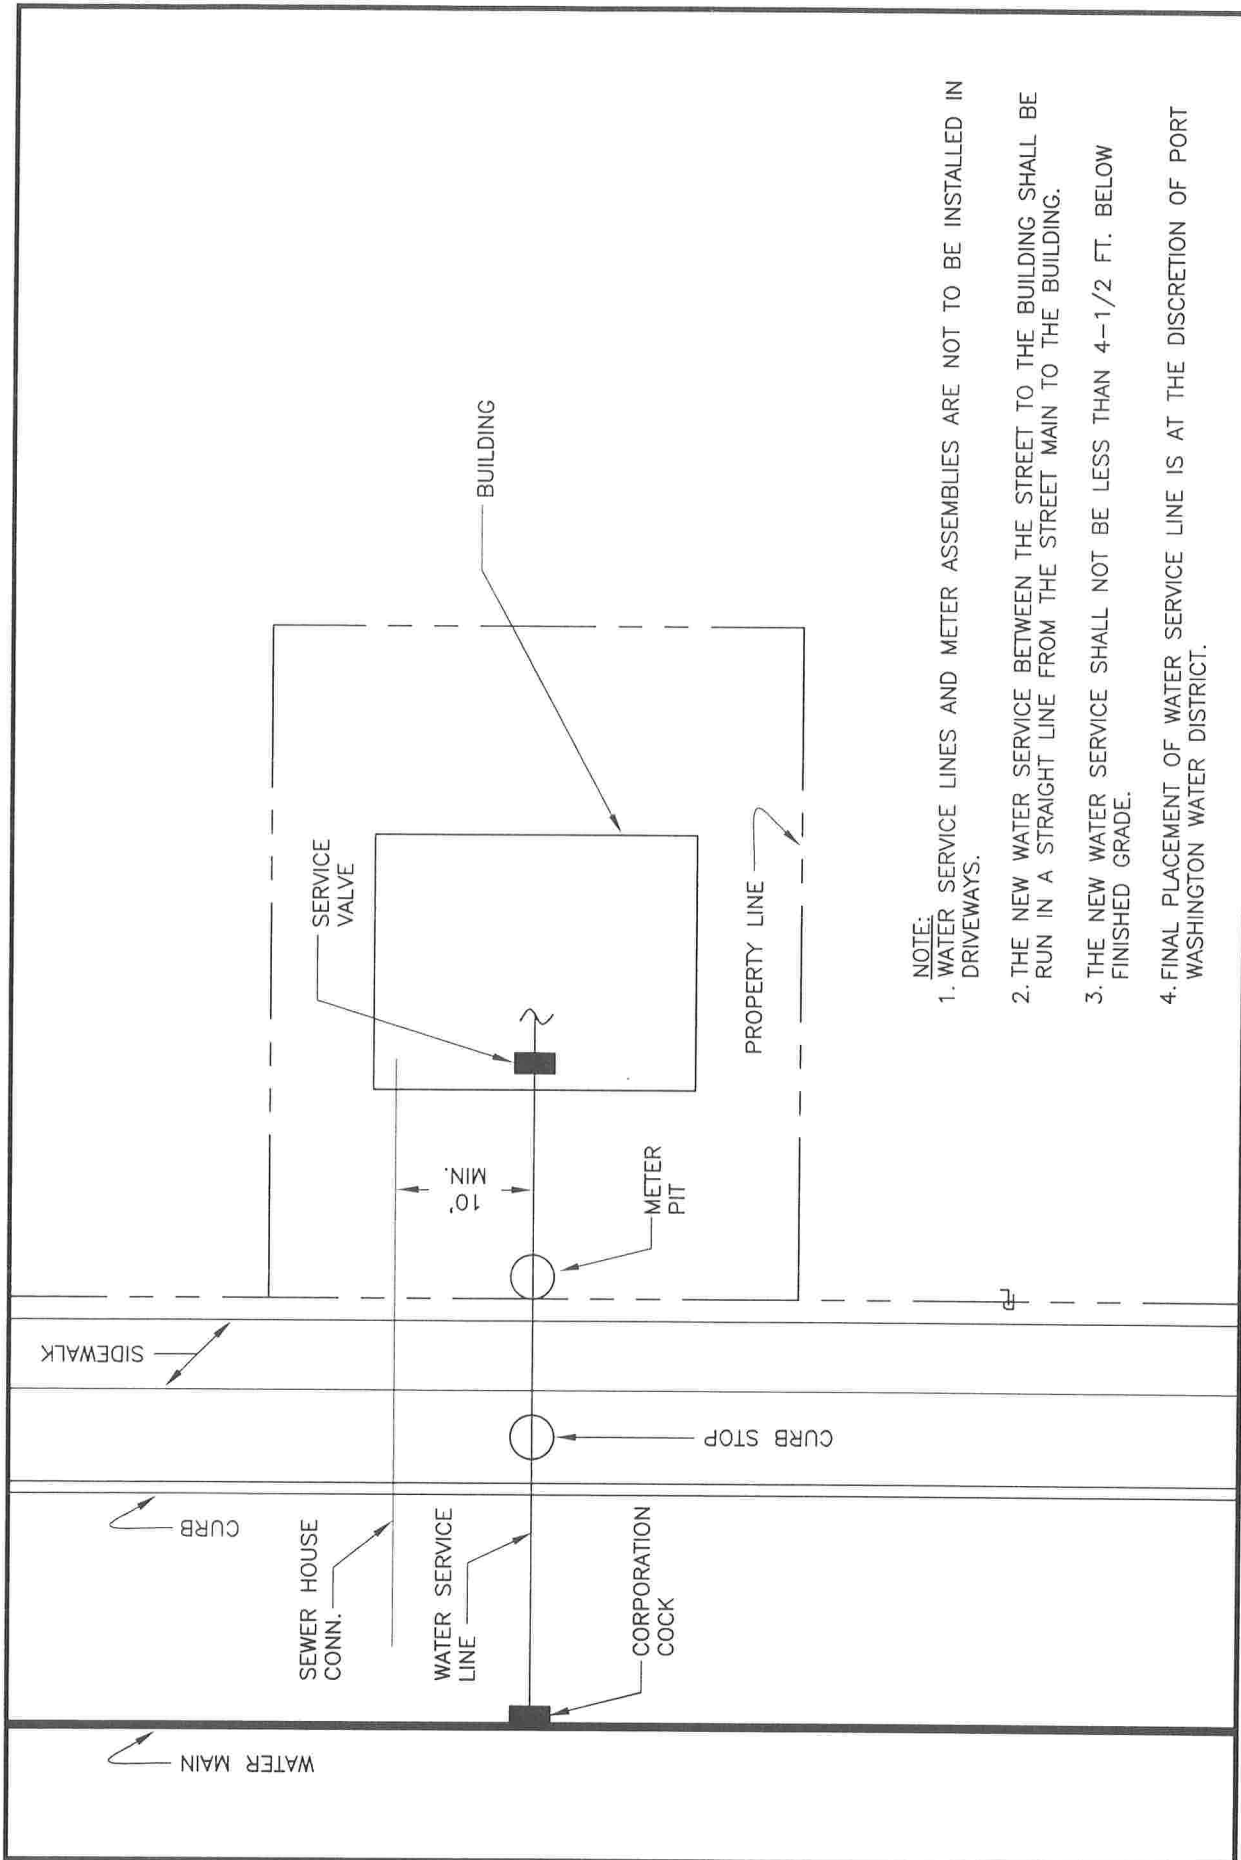 WATER MAIN
CURB
SIDEWALK
SEWER HOUSE
CONN.
WATER SERVICE
LINE
CORPORATION
COCK
CURB STOP
10'
MIN.
METER
PIT
SERVICE
VALVE
BUILDING
PROPERTY LINE
NOTE:
1. WATER SERVICE LINES AND METER ASSEMBLIES ARE NOT TO BE INSTALLED IN
DRIVEWAYS.
2. THE NEW WATER SERVICE BETWEEN THE STREET TO THE BUILDING SHALL BE
RUN IN A STRAIGHT LINE FROM THE STREET MAIN TO THE BUILDING.
3. THE NEW WATER SERVICE SHALL NOT BE LESS THAN 4-1/2 FT. BELOW
FINISHED GRADE.
4. FINAL PLACEMENT OF WATER SERVICE LINE IS AT THE DISCRETION OF PORT
WASHINGTON WATER DISTRICT.